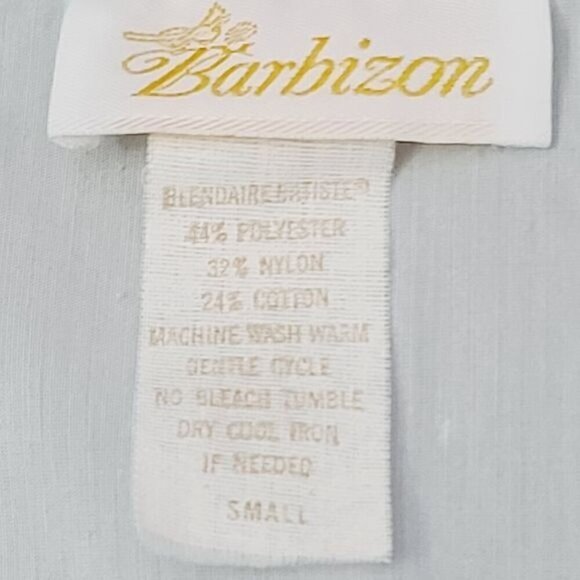 Barbizon
BLENDAIRE ARTISTE®
44% POLYESTER
32% NYLON
24% COTTON
MACHINE WASH WARM
GENTLE CYCLE
NO BLEACH TUMBLE
DRY COOL IRON
IF NEEDED
SMALL